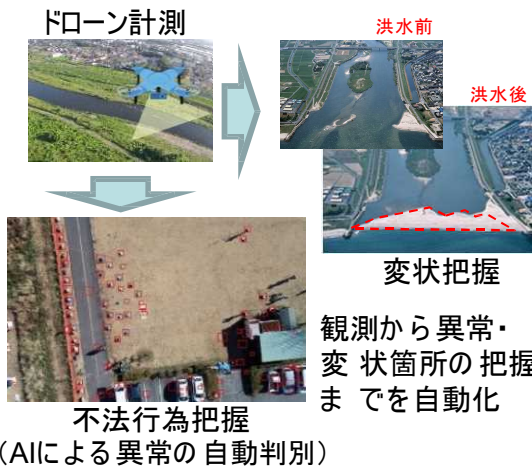 ドローン計測
洪水前
洪水後
変状把握
観測から異常・
変 状箇所の 把握
ま でを自動化
不法行為把握
（AIによる異常の 自動判別）